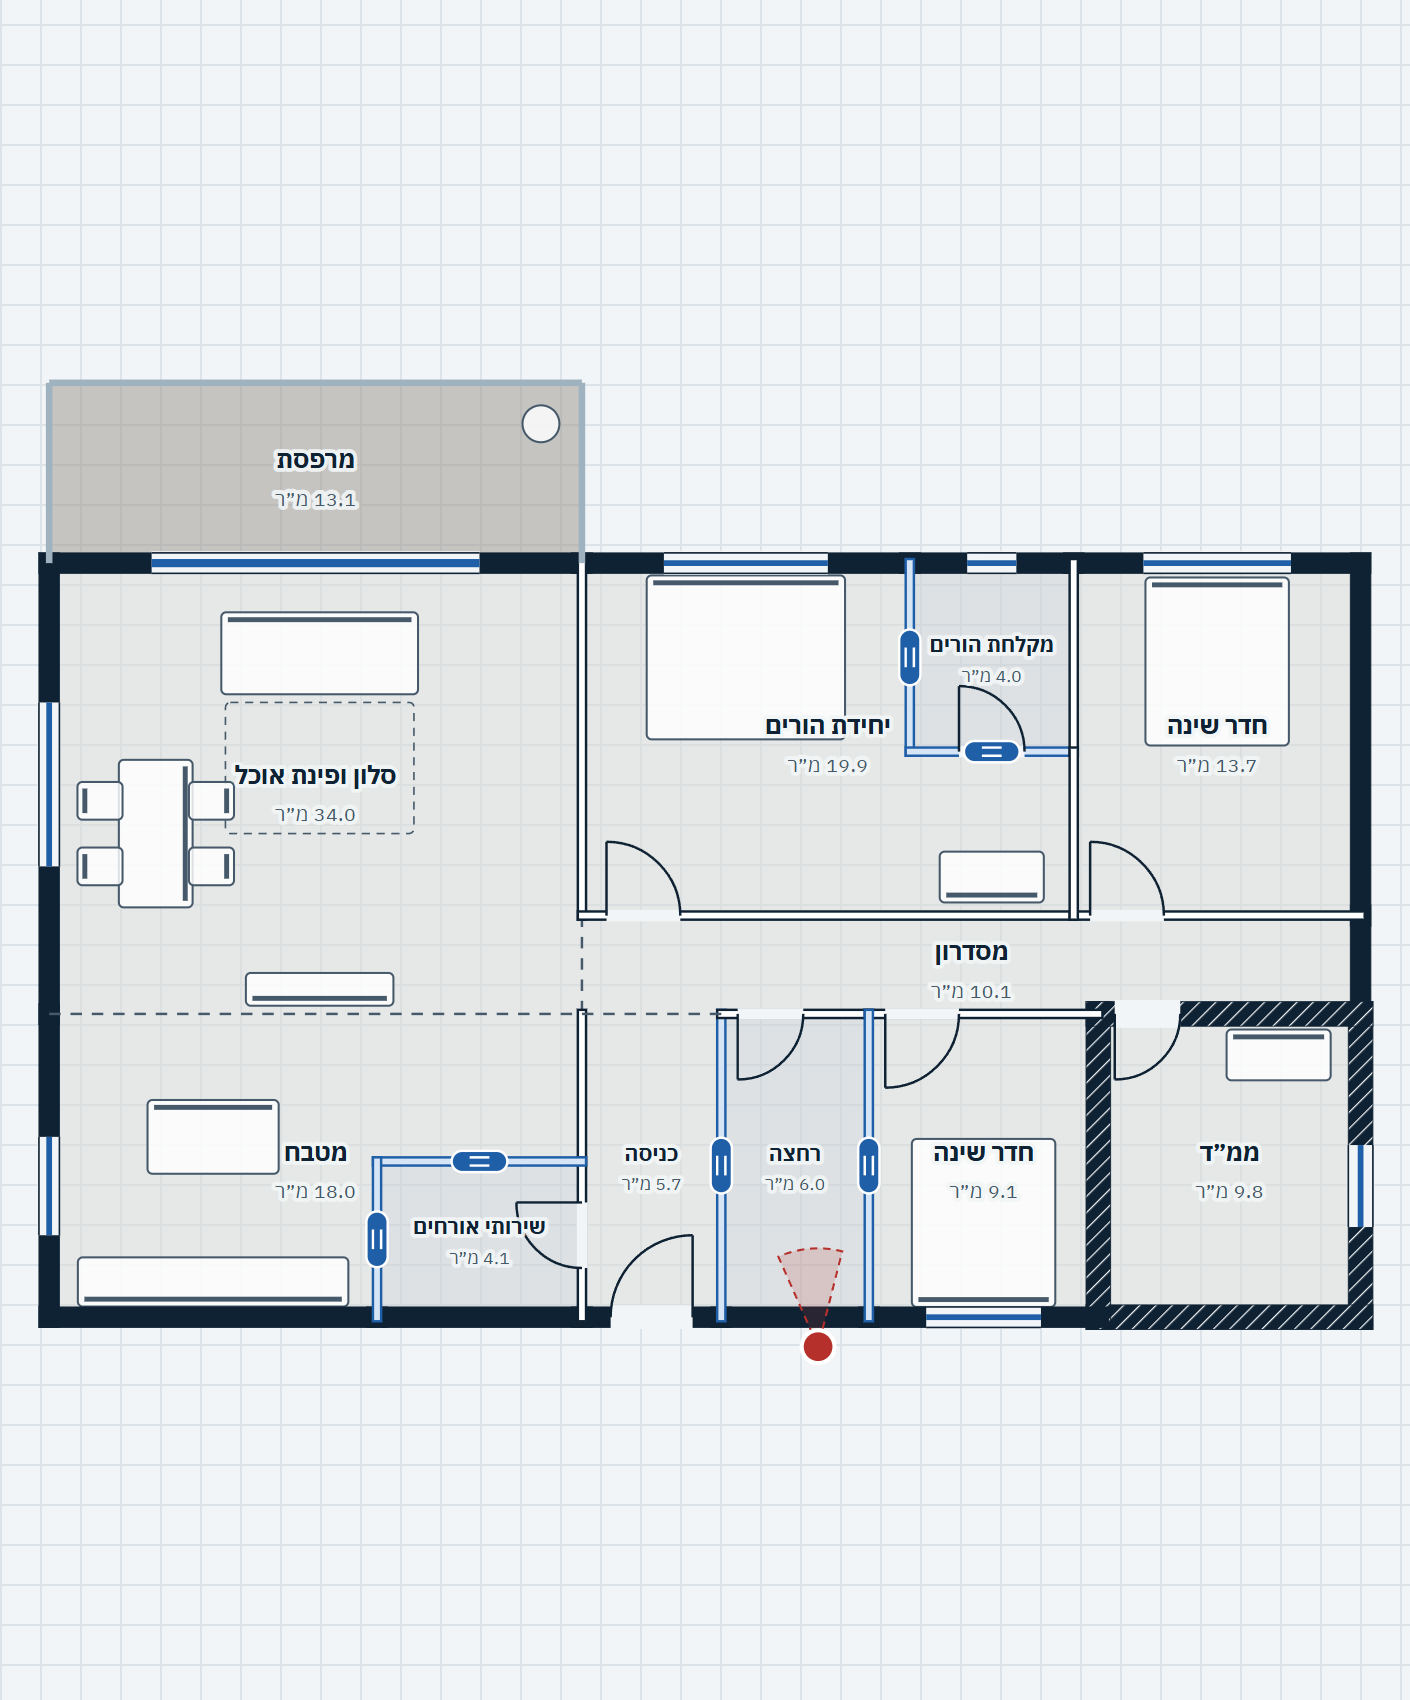 מרפסת
13.1 מ״ר
מקלחת הורים
4.0 מ״ר
חדר שינה
13.7 מ״ר
יחידת הורים
19.9 מ״ר
סלון ופינת אוכל
34.0 מ״ר
מסדרון
10.1 מ״ר
ממ״ד
9.8 מ״ר
חדר שינה
9.1 מ״ר
רחצה
6.0 מ״ר
כניסה
5.7 מ״ר
מטבח
18.0 מ״ר
שירותי אורחים
4.1 מ״ר